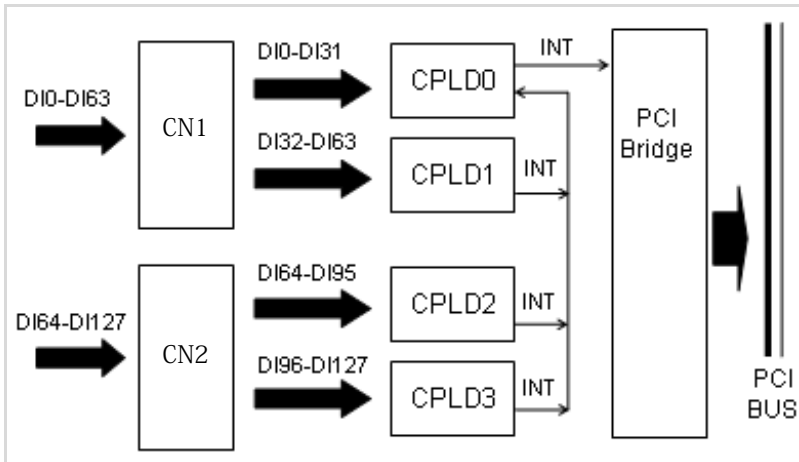 DI0-DI63
CN1
DI0-DI31
DI32-DI63
CPLD0
INT
CPLD1
INT
DI64-DI127
CN2
DI64-DI95
DI96-DI127
CPLD2
INT
CPLD3
INT
PCI
Bridge
PCI
BUS